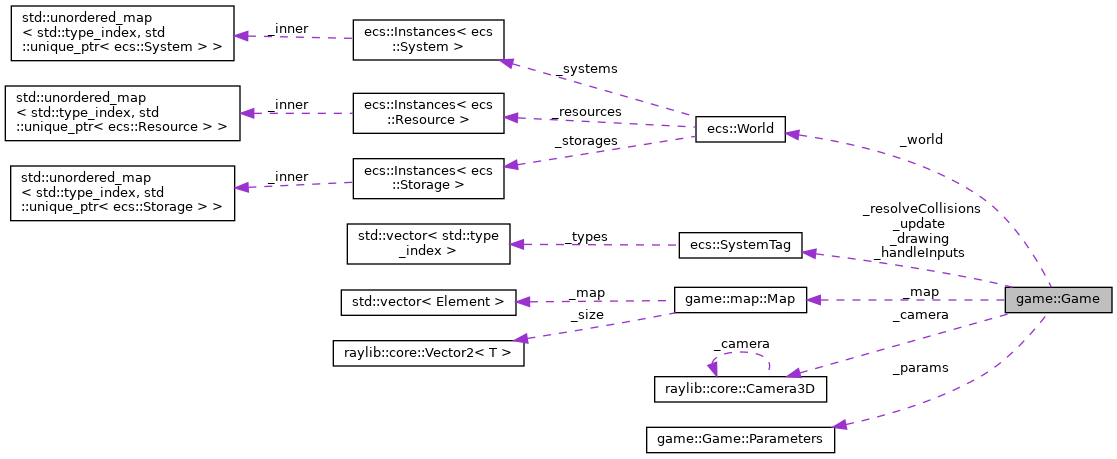 std::unordered_map
< std::type_index, std
::unique_ptr< ecs::System > >
_inner
ecs::Instances< ecs
::System >
_systems
std::unordered_map
< std::type_index, std
::unique_ptr< ecs::Resource > >
_inner
ecs::Instances< ecs
::Resource >
_resources
ecs::World
_world
std::unordered_map
< std::type_index, std
::unique_ptr< ecs::Storage > >
_inner
ecs::Instances< ecs
::Storage >
_storages
std::vector< std::type
_index >
_types
ecs::SystemTag
_resolveCollisions
_update
_drawing
_handleInputs
std::vector< Element >
_map
game::map::Map
_map
game::Game
raylib::core::Vector2< T >
_size
_camera
_camera
raylib::core::Camera3D
_params
game::Game::Parameters